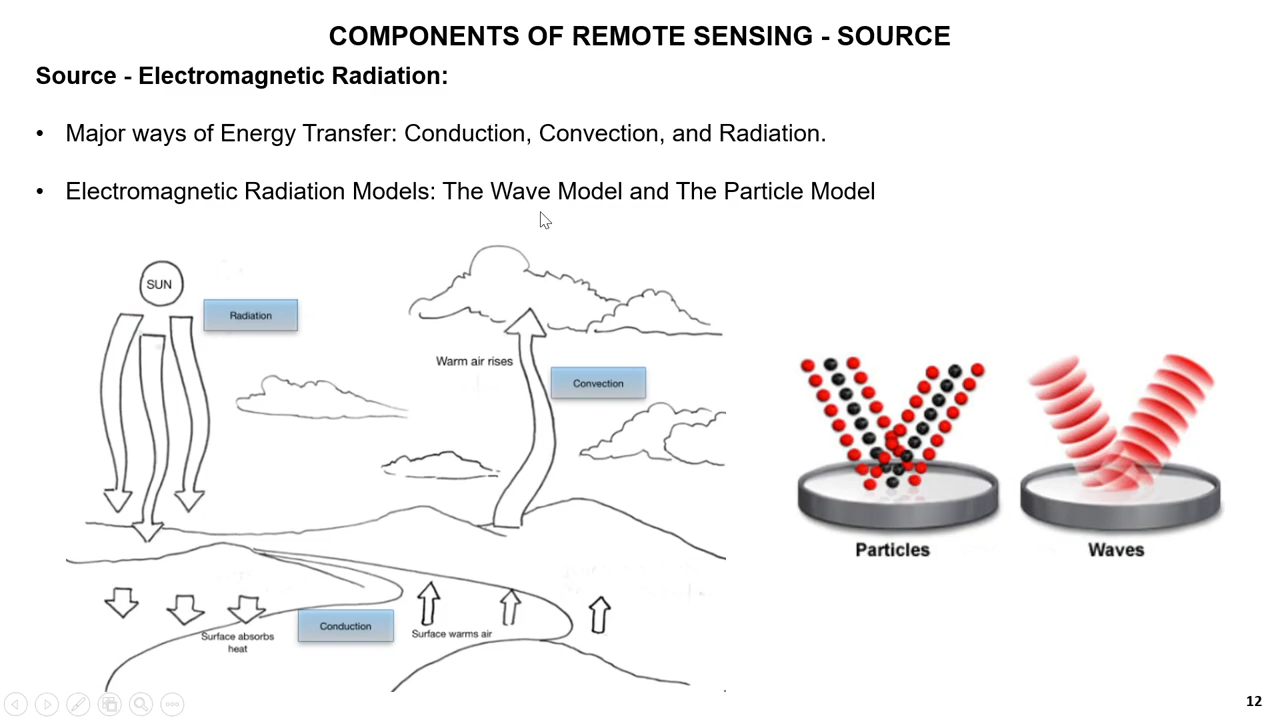 COMPONENTS OF REMOTE SENSING - SOURCE
Source - Electromagnetic Radiation:
• Major ways of Energy Transfer: Conduction, Convection, and Radiation.
• Electromagnetic Radiation Models: The Wave Model and The Particle Model
SUN
Radiation
Warm air rises
Convection
Particles
Waves
Conduction
Surface absorbs
heat
Surface warms air
12